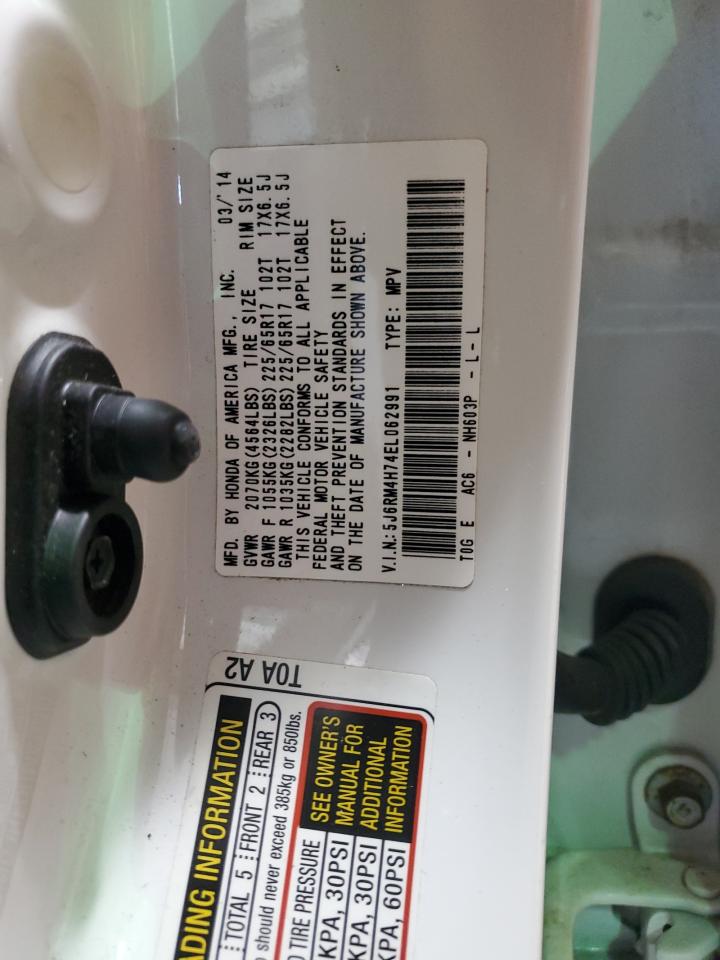 MFD. BY HONDA OF AMERICA MFG., INC. 03/'14
GVWR 2070KG(4564LBS) TIRE SIZE RIM SIZE
GAWR F 1055KG(2326LBS) 225/65R17 102T 17X6.5J
GAWR R 1035KG(2282LBS) 225/65R17 102T 17X6.5J
THIS VEHICLE CONFORMS TO ALL APPLICABLE
FEDERAL MOTOR VEHICLE SAFETY
AND THEFT PREVENTION STANDARDS IN EFFECT
ON THE DATE OF MANUFACTURE SHOWN ABOVE.
V.I.N.:5J6RM4H74EL062991 TYPE: MPV
T0G E AC6 - NH603P - L - L
T0A A2
ADING INFORMATION
TOTAL 5 FRONT 2 REAR 3
should never exceed 385kg or 850lbs.
TIRE PRESSURE
KPA, 30PSI
KPA, 30PSI
KPA, 60PSI
SEE OWNER'S
MANUAL FOR
ADDITIONAL
INFORMATION